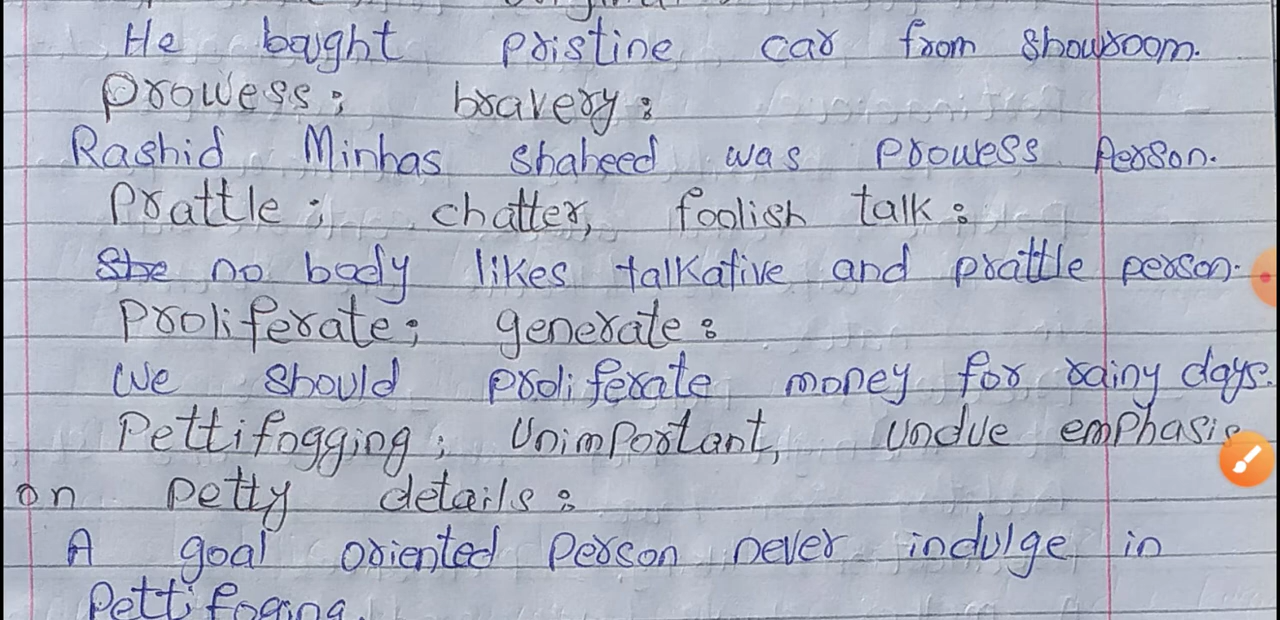 He bought pristine car from showroom.
Prowess; bravery:
Rashid Minhas shaheed was prowess person.
Prattle; chatter, foolish talk:
She no body likes talkative and prattle person.
Proliferate; generate:
We should proliferate money for rainy days.
Pettifogging; Unimportant, undue emphasis
on petty details:
A goal oriented person never indulge in
Pettifoging.